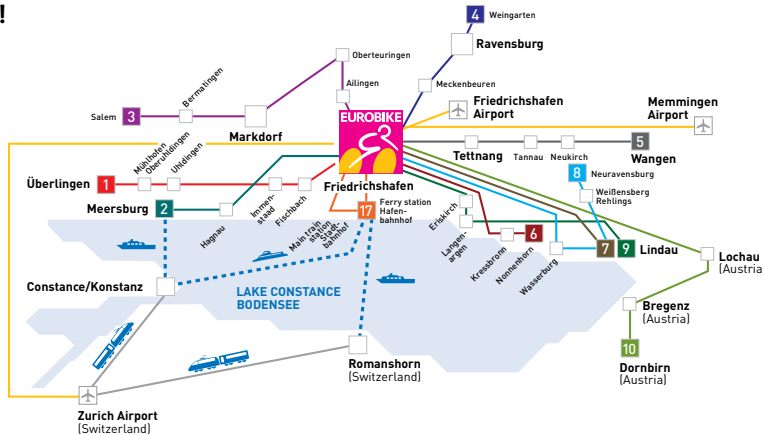 !
4 Weingarten
Ravensburg
Oberteuringen
Ailingen
Meckenbeuren
Bermatingen
Salem 3
Markdorf
EUROBIKE
Friedrichshafen
Airport
Memmingen
Airport
Mühlhofen
Oberuhldingen
Uhldingen
Tettnang
Tannau
Neukirch
5
Wangen
8 Neuravensburg
Weißensberg
Rehlings
Überlingen 1
Immen-
staad
Fischbach
Friedrichshafen
Meersburg 2
Hagnau
17
Ferry station
Hafen-
bahnhof
Main train
station
Stadt-
bahnhof
Eriskirch
Langen-
argen
Kressbronn
Nonnenhorn
6
Wasserburg
7
9 Lindau
Lochau
(Austria
Constance/Konstanz
LAKE CONSTANCE
BODENSEE
Bregenz
(Austria)
10
Dornbirn
(Austria)
Romanshorn
(Switzerland)
Zurich Airport
(Switzerland)